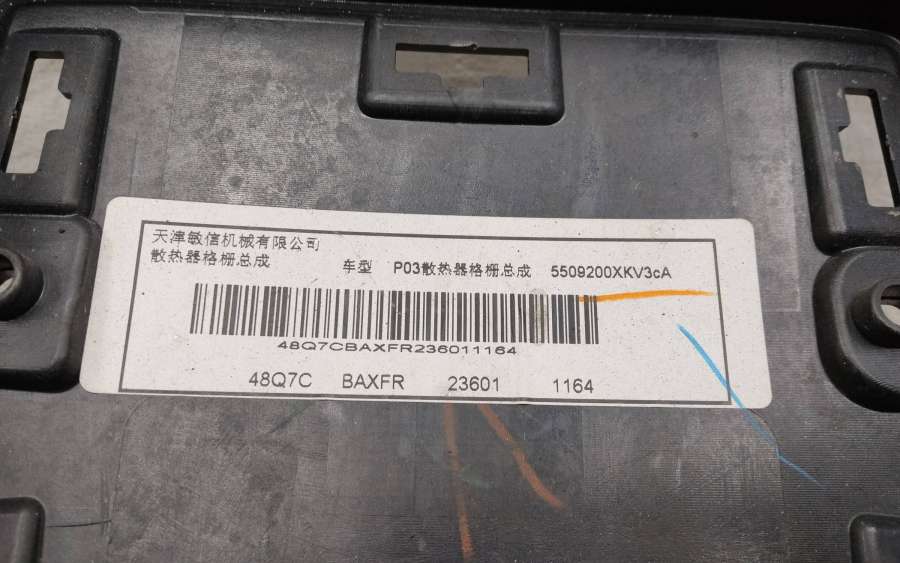 天津敏信机械有限公司
散热器格栅总成 车型 P03散热器格栅总成 5509200XKV3cA
48Q7CBAXFR236011164
48Q7C BAXFR 23601 1164